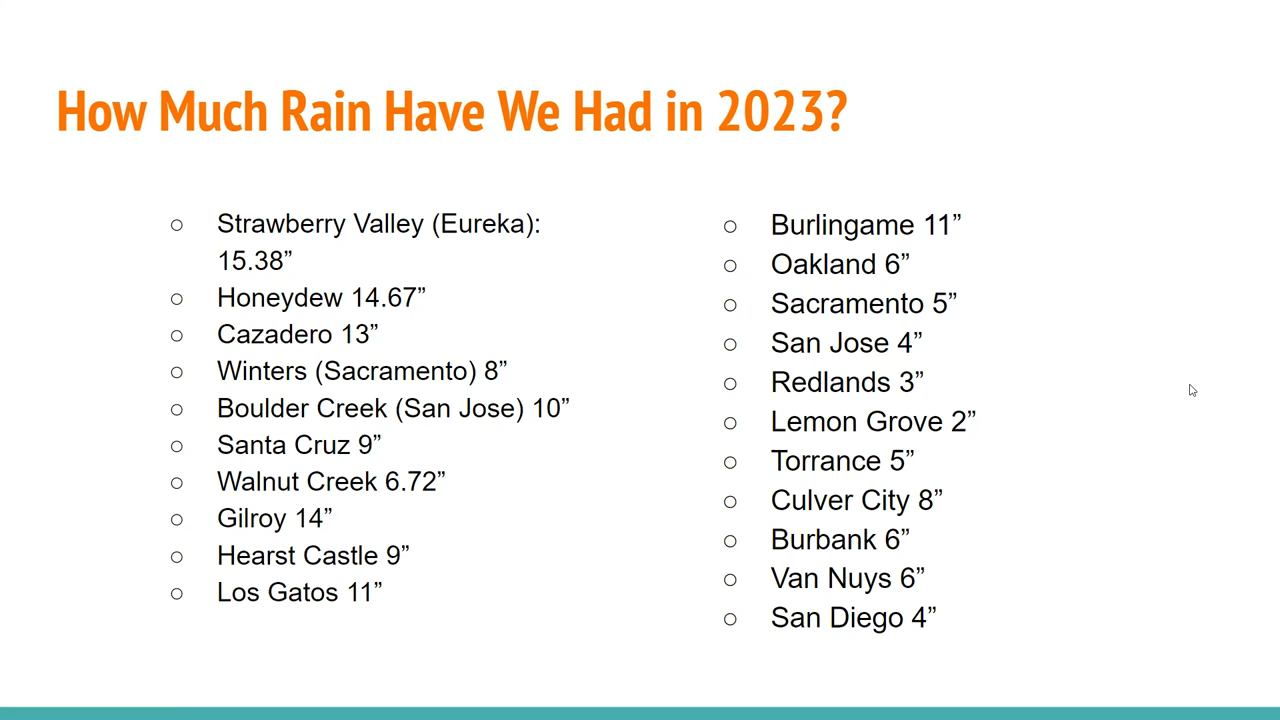 How Much Rain Have We Had in 2023?
○ Strawberry Valley (Eureka):
15.38”
○ Honeydew 14.67”
○ Cazadero 13”
○ Winters (Sacramento) 8”
○ Boulder Creek (San Jose) 10”
○ Santa Cruz 9”
○ Walnut Creek 6.72”
○ Gilroy 14”
○ Hearst Castle 9”
○ Los Gatos 11”
○ Burlingame 11”
○ Oakland 6”
○ Sacramento 5”
○ San Jose 4”
○ Redlands 3”
○ Lemon Grove 2”
○ Torrance 5”
○ Culver City 8”
○ Burbank 6”
○ Van Nuys 6”
○ San Diego 4”